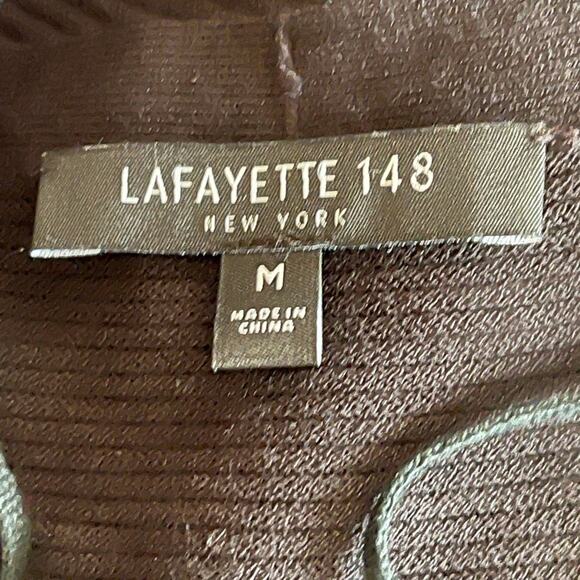 LAFAYETTE 148
NEW YORK
M
MADE IN
CHINA